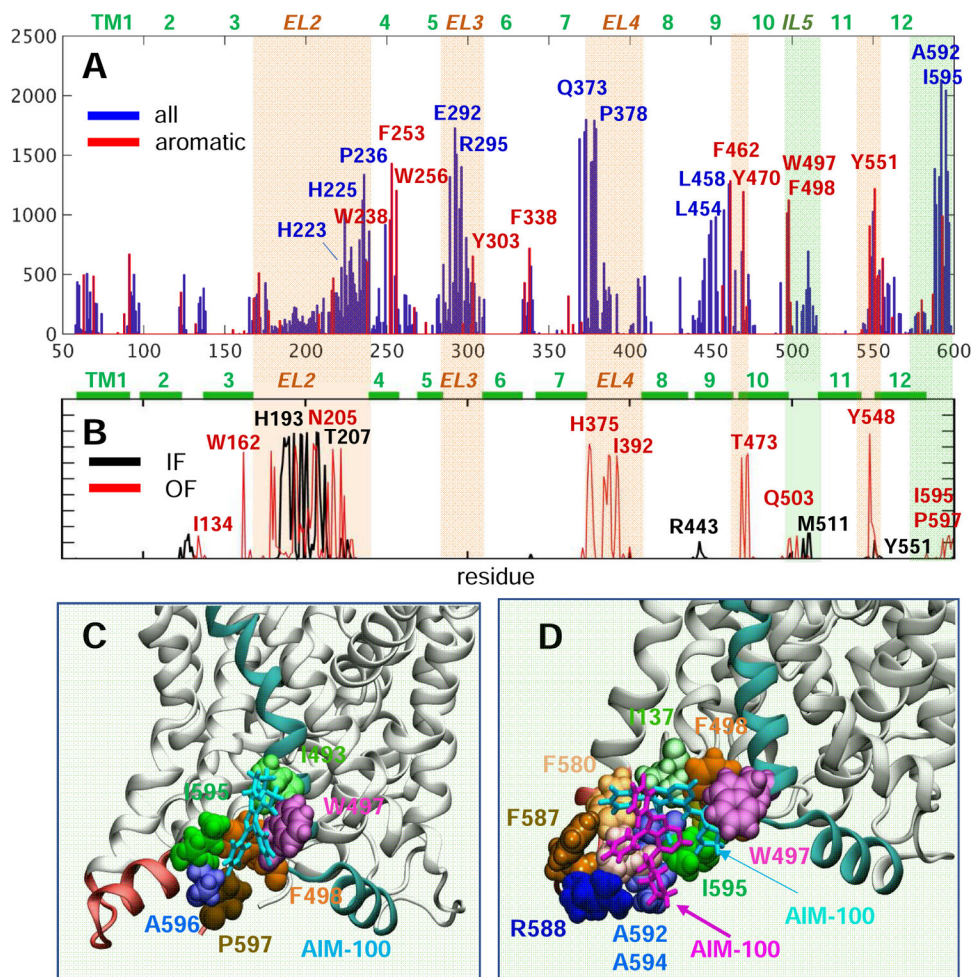 TM1 2 3 EL2 4 5 EL3 6 7 EL4 8 9 10 IL5 11 12
2500
A
A592
2000
Q373
I595
all
E292
P378
aromatic
F253
R295
1500
P236
F462 W497 Y551
W256
L458 Y470 F498
H225
1000
W238
L454
H223
F338
Y303
500
0
50 100 150 200 250 300 350 400 450 500 550 600
TM1 2 3 EL2 4 5 EL3 6 7 EL4 8 9 10 11 12
B
H193 N205
H375
Y548
W162
T207
I392
T473
IF
OF
Q503
I595
I134
R443
M511
P597
Y551
residue
C
I493
I595
W497
F498
A596
P597
AIM-100
D
I137
F498
F580
F587
W497
I595
R588
AIM-100
A592
AIM-100
A594